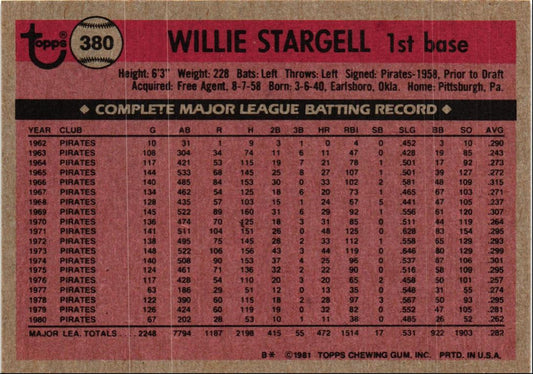 Topps 380 WILLIE STARGELL 1st base
Height: 6'3" Weight: 228 Bats: Left Throws: Left Signed: Pirates-1958, Prior to Draft
Acquired: Free Agent, 8-7-58 Born: 3-6-40, Earlsboro, Okla. Home: Pittsburgh, Pa.
◆ COMPLETE MAJOR LEAGUE BATTING RECORD ◆
YEAR CLUB G AB R H 2B 3B HR RBI SB SLG BB SO AVG
1962 PIRATES 10 31 1 9 3 1 0 4 0 .452 3 10 .290
1963 PIRATES 108 304 34 74 11 6 11 47 0 .428 19 85 .243
1964 PIRATES 117 421 53 115 19 7 21 78 1 .501 17 92 .273
1965 PIRATES 144 533 68 145 25 8 27 107 1 .501 39 127 .272
1966 PIRATES 140 485 84 153 30 0 33 102 2 .581 48 109 .315
1967 PIRATES 134 462 54 125 18 6 20 73 1 .465 67 103 .271
1968 PIRATES 128 435 57 103 15 1 24 67 5 .441 47 105 .237
1969 PIRATES 145 522 89 160 31 6 29 92 1 .556 61 120 .307
1970 PIRATES 136 474 70 125 18 3 31 85 0 .511 44 119 .264
1971 PIRATES 141 511 104 151 26 0 48 125 0 .628 83 154 .295
1972 PIRATES 138 495 75 145 28 2 33 112 1 .558 65 129 .293
1973 PIRATES 148 522 106 156 43 3 44 119 0 .646 80 129 .299
1974 PIRATES 140 508 90 153 37 4 25 96 0 .537 87 106 .301
1975 PIRATES 124 461 71 136 32 2 22 90 0 .516 58 109 .295
1976 PIRATES 117 428 54 110 20 3 20 65 2 .458 50 101 .257
1977 PIRATES 63 186 29 51 12 0 13 35 0 .548 31 55 .274
1978 PIRATES 122 390 60 115 18 2 28 97 3 .567 50 93 .295
1979 PIRATES 126 424 60 119 19 0 32 82 0 .552 47 105 .281
1980 PIRATES 67 202 28 53 10 1 11 38 0 .485 26 52 .262
MAJOR LEA. TOTALS... 2248 7794 1187 2198 415 55 472 1514 17 .531 922 1903 .282
B* ©1981 TOPPS CHEWING GUM, INC. PRTD. IN U.S.A.